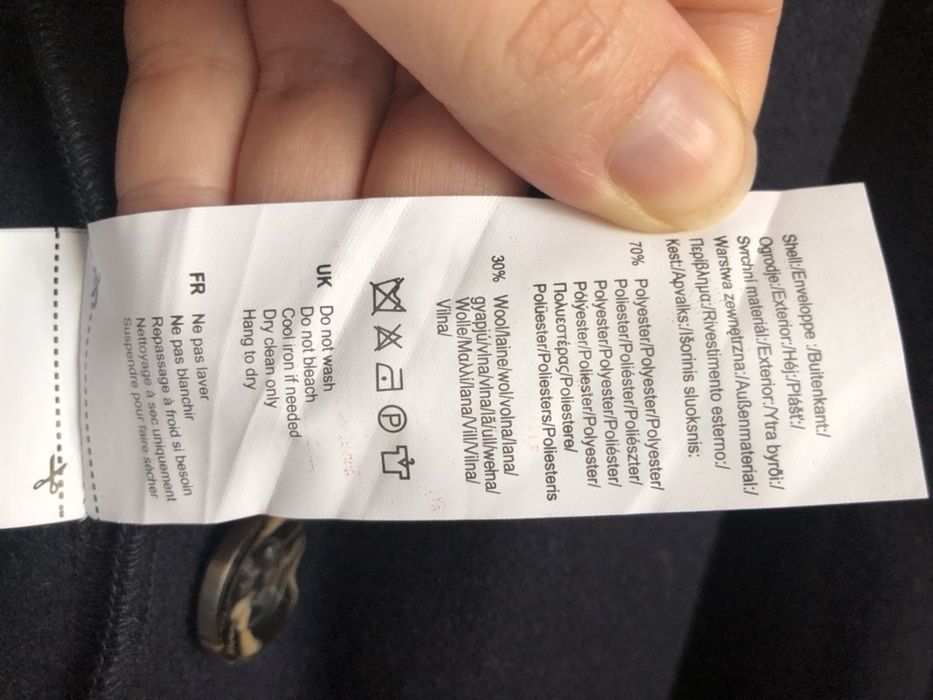 Shell:/Enveloppe :/Buitenkant:/
Ogrodje:/Exterior:/Héj:/Plášť:/
Svrchní materiál:/Exterior:/Ytra byrði:/
Warstwa zewnętrzna:/Außenmaterial:/
Περίβλημα:/Rivestimento esterno:/
Kest:/Apvalks:/Išorinis sluoksnis:
70% Polyester/Polyester/Polyester/
Poliester/Poliéster/Poliészter/
Polyester/Polyester/Poliéster/
Pólýester/Poliester/Polyester/
Πολυεστέρας/Poliestere/
Polüester/Poliesters/Poliesteris
30% Wool/laine/wol/volna/lana/
gyapjú/vlna/vlna/lã/ull/wełna/
Wolle/Μαλλί/lana/Vill/Vilna/
Vilna/
P
UK Do not wash
Do not bleach
Cool iron if needed
Dry clean only
Hang to dry
FR Ne pas laver
Ne pas blanchir
Repassage à froid si besoin
Nettoyage à sec uniquement
Suspendre pour faire sécher